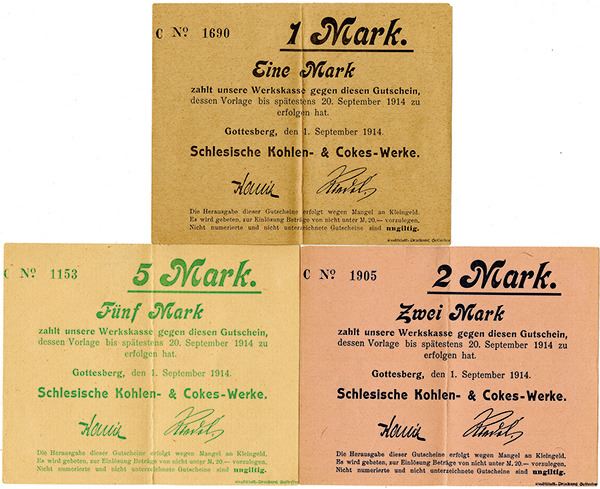 C No 1690 1 Mark.
Eine Mark
zahlt unsere Werkskasse gegen diesen Gutschein,
dessen Vorlage bis spätestens 20. September 1914 zu
erfolgen hat.
Gottesberg, den 1. September 1914.
Schlesische Kohlen- & Cokes-Werke.
Die Herausgabe dieser Gutscheine erfolgt wegen Mangel an Kleingeld.
Es wird gebeten, zur Einlösung Beträge von nicht unter M. 20.— vorzulegen.
Nicht numerierte und nicht unterzeichnete Gutscheine sind ungiltig.
C No 1153 5 Mark.
Fünf Mark
zahlt unsere Werkskasse gegen diesen Gutschein,
dessen Vorlage bis spätestens 20. September 1914 zu
erfolgen hat.
Gottesberg, den 1. September 1914.
Schlesische Kohlen- & Cokes-Werke.
Die Herausgabe dieser Gutscheine erfolgt wegen Mangel an Kleingeld.
Es wird gebeten, zur Einlösung Beträge von nicht unter M. 20.— vorzulegen.
Nicht numerierte und nicht unterzeichnete Gutscheine sind ungiltig.
C No 1905 2 Mark.
Zwei Mark
zahlt unsere Werkskasse gegen diesen Gutschein,
dessen Vorlage bis spätestens 20. September 1914 zu
erfolgen hat.
Gottesberg, den 1. September 1914.
Schlesische Kohlen- & Cokes-Werke.
Die Herausgabe dieser Gutscheine erfolgt wegen Mangel an Kleingeld.
Es wird gebeten, zur Einlösung Beträge von nicht unter M. 20.— vorzulegen.
Nicht numerierte und nicht unterzeichnete Gutscheine sind ungiltig.